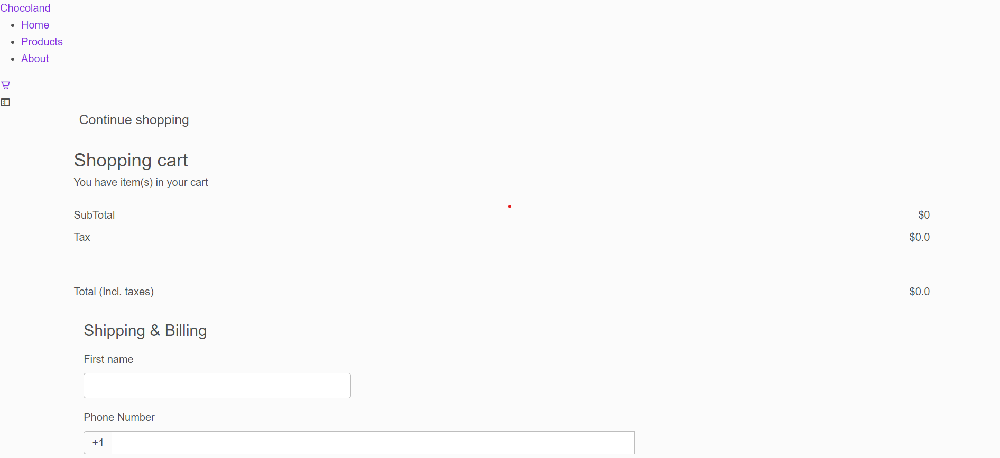 Chocoland
Home
Products
About
Continue shopping
Shopping cart
You have item(s) in your cart
SubTotal $0
Tax $0.0
Total (Incl. taxes) $0.0
Shipping & Billing
First name
Phone Number
+1